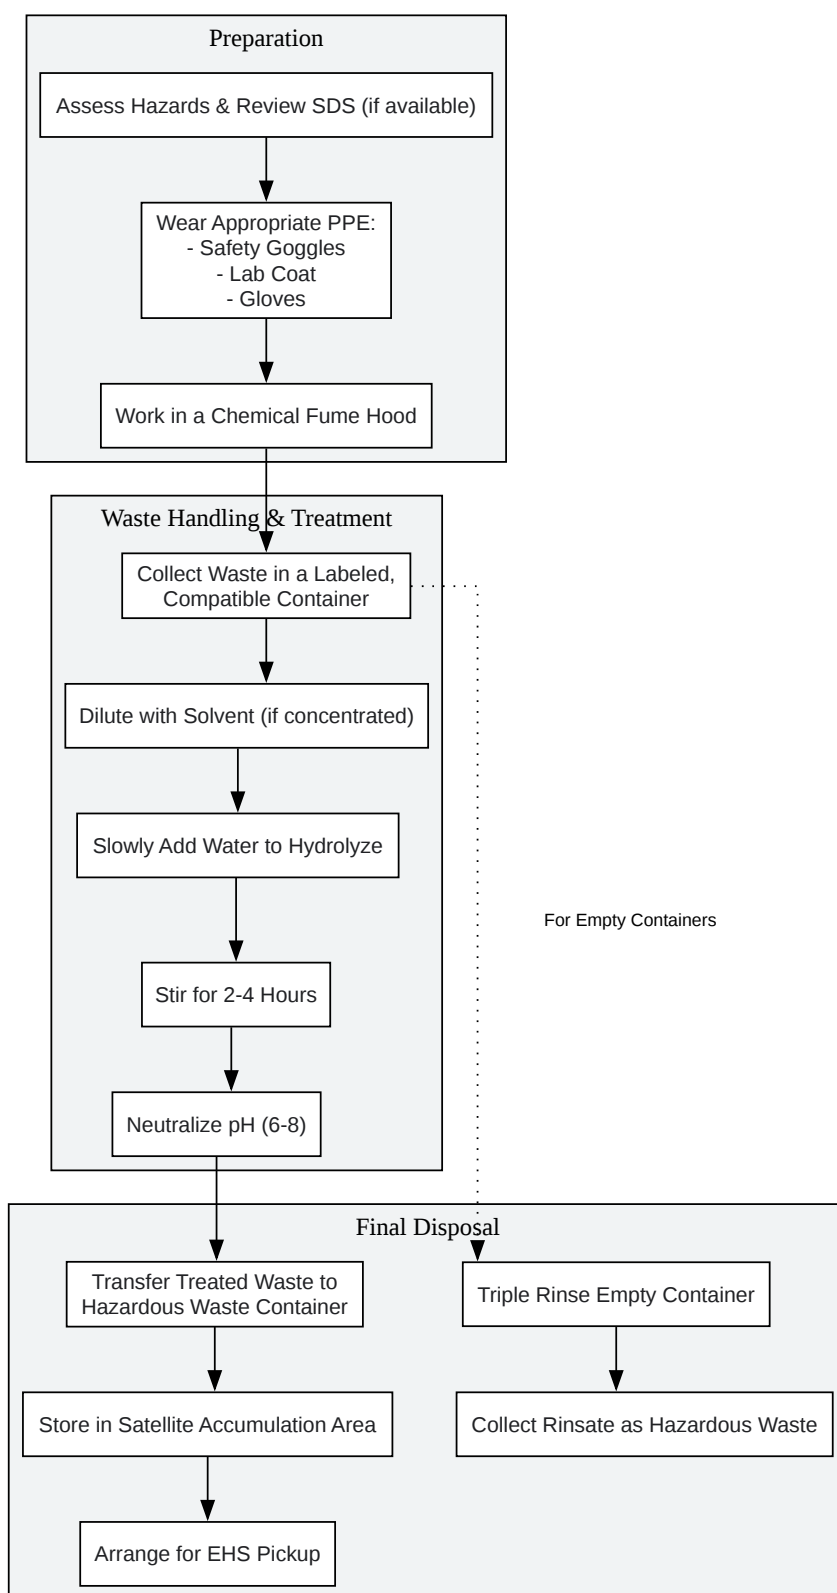 Preparation
Assess Hazards & Review SDS (if available)
Wear Appropriate PPE:
- Safety Goggles
- Lab Coat
- Gloves
Work in a Chemical Fume Hood
Waste Handling & Treatment
Collect Waste in a Labeled,
Compatible Container
Dilute with Solvent (if concentrated)
Slowly Add Water to Hydrolyze
For Empty Containers
Stir for 2-4 Hours
Neutralize pH (6-8)
Final Disposal
Transfer Treated Waste to
Hazardous Waste Container
Triple Rinse Empty Container
Store in Satellite Accumulation Area
Collect Rinsate as Hazardous Waste
Arrange for EHS Pickup